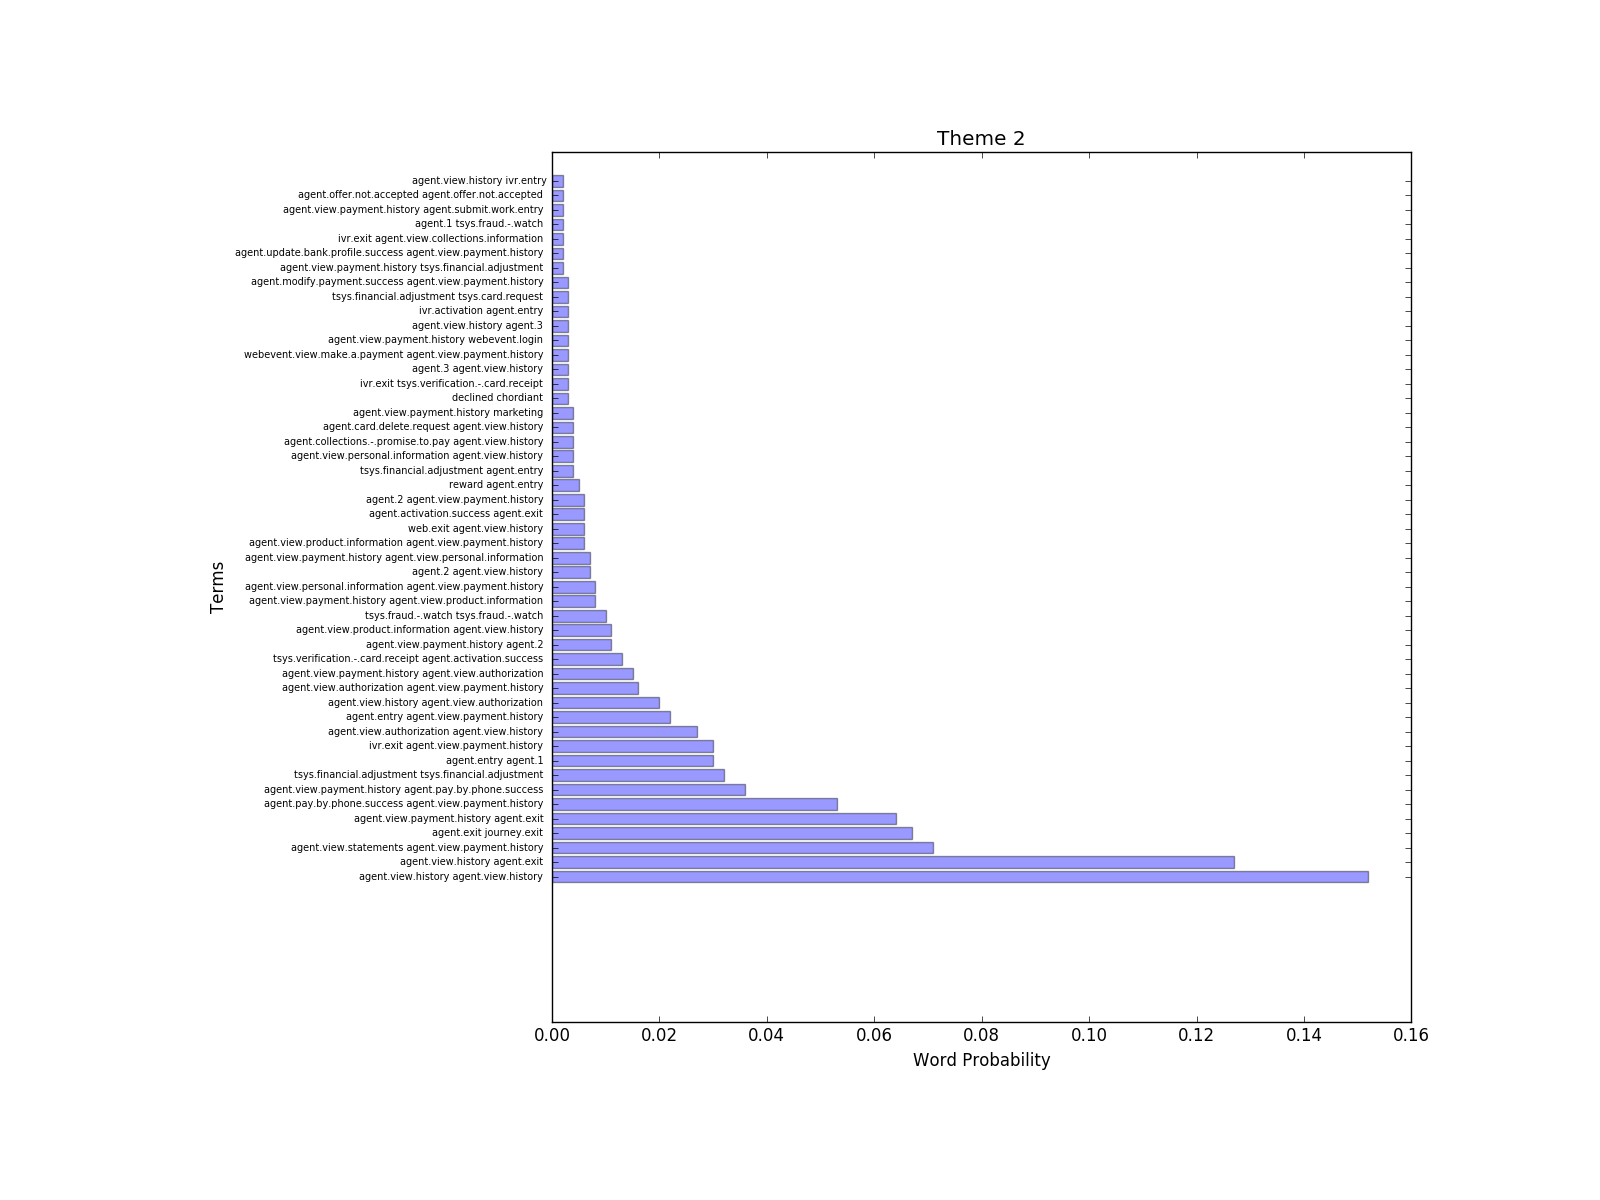 Theme 2
agent.view.history ivr.entry
agent.offer.not.accepted agent.offer.not.accepted
agent.view.payment.history agent.submit.work.entry
agent.1 tsys.fraud.-.watch
ivr.exit agent.view.collections.information
agent.update.bank.profile.success agent.view.payment.history
agent.view.payment.history tsys.financial.adjustment
agent.modify.payment.success agent.view.payment.history
tsys.financial.adjustment tsys.card.request
ivr.activation agent.entry
agent.view.history agent.3
agent.view.payment.history webevent.login
webevent.view.make.a.payment agent.view.payment.history
agent.3 agent.view.history
ivr.exit tsys.verification.-.card.receipt
declined chordiant
agent.view.payment.history marketing
agent.card.delete.request agent.view.history
agent.collections.-.promise.to.pay agent.view.history
agent.view.personal.information agent.view.history
tsys.financial.adjustment agent.entry
reward agent.entry
agent.2 agent.view.payment.history
agent.activation.success agent.exit
web.exit agent.view.history
agent.view.product.information agent.view.payment.history
agent.view.payment.history agent.view.personal.information
agent.2 agent.view.history
agent.view.personal.information agent.view.payment.history
agent.view.payment.history agent.view.product.information
tsys.fraud.-.watch tsys.fraud.-.watch
agent.view.product.information agent.view.history
agent.view.payment.history agent.2
tsys.verification.-.card.receipt agent.activation.success
agent.view.payment.history agent.view.authorization
agent.view.authorization agent.view.payment.history
agent.view.history agent.view.authorization
agent.entry agent.view.payment.history
agent.view.authorization agent.view.history
ivr.exit agent.view.payment.history
agent.entry agent.1
tsys.financial.adjustment tsys.financial.adjustment
agent.view.payment.history agent.pay.by.phone.success
agent.pay.by.phone.success agent.view.payment.history
agent.view.payment.history agent.exit
agent.exit journey.exit
agent.view.statements agent.view.payment.history
agent.view.history agent.exit
agent.view.history agent.view.history
Terms
0.00 0.02 0.04 0.06 0.08 0.10 0.12 0.14 0.16
Word Probability